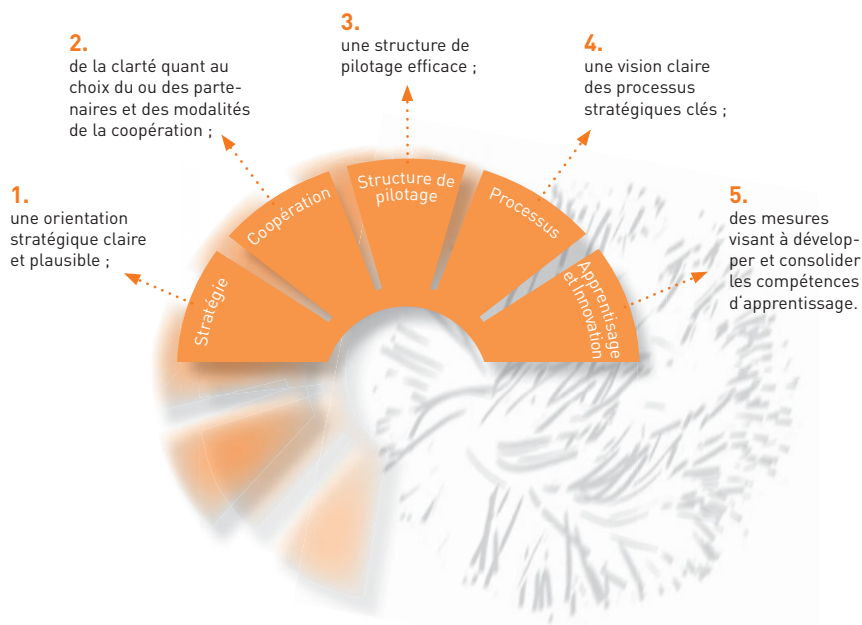 1.
une orientation
stratégique claire
et plausible ;
2.
de la clarté quant au
choix du ou des parte-
naires et des modalités
de la coopération ;
3.
une structure de
pilotage efficace ;
4.
une vision claire
des processus
stratégiques clés ;
5.
des mesures
visant à dévelop-
per et consolider
les compétences
d'apprentissage.
Stratégie
Coopération
Structure de
pilotage
Processus
Apprentisage
et Innovation